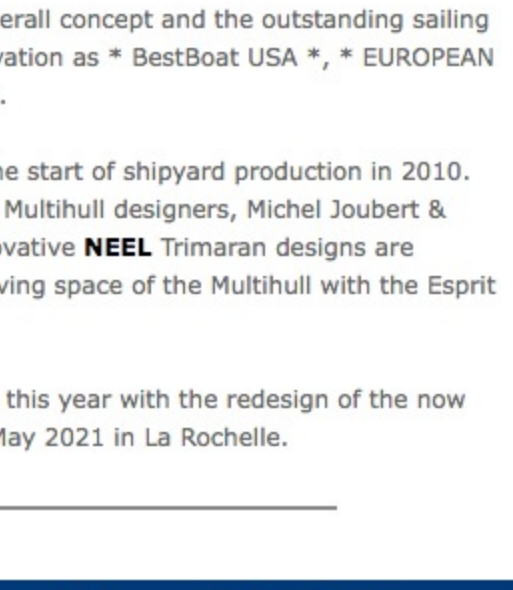 erall concept and the outstanding sailing
vation as * BestBoat USA *, * EUROPEAN
.
ne start of shipyard production in 2010.
Multihull designers, Michel Joubert &
ovative NEEL Trimaran designs are
ving space of the Multihull with the Esprit
this year with the redesign of the now
May 2021 in La Rochelle.